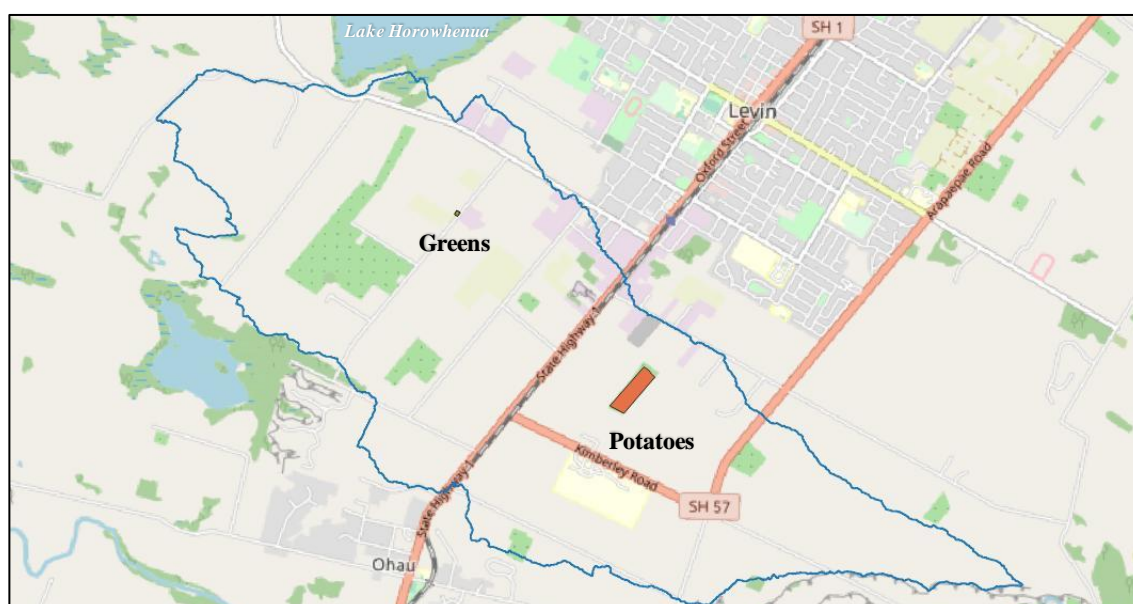 Lake Horowhenua
SH 1
Levin
Oxford Street
Arapaepae Road
Greens
State Highway 1
Potatoes
Kimberley Road
State Highway 1
SH 57
Ohau